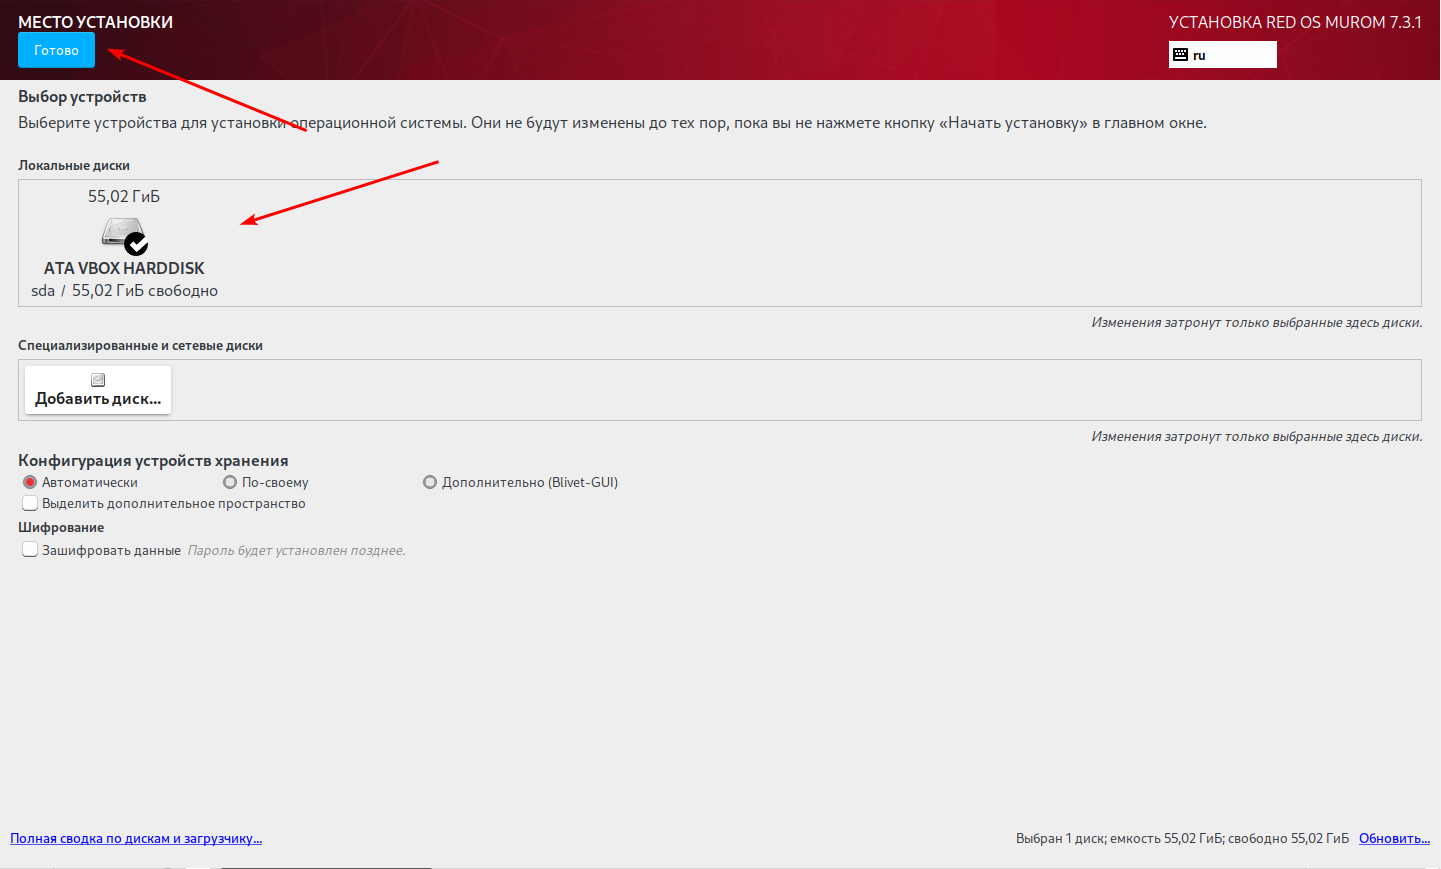 МЕСТО УСТАНОВКИ
УСТАНОВКА RED OS MUROM 7.3.1
Готово
ru
Выбор устройств
Выберите устройства для установки операционной системы. Они не будут изменены до тех пор, пока вы не нажмете кнопку «Начать установку» в главном окне.
Локальные диски
55,02 ГиБ
ATA VBOX HARDDISK
sda / 55,02 ГиБ свободно
Изменения затронут только выбранные здесь диски.
Специализированные и сетевые диски
Добавить диск...
Изменения затронут только выбранные здесь диски.
Конфигурация устройств хранения
Автоматически По-своему Дополнительно (Blivet-GUI)
Выделить дополнительное пространство
Шифрование
Зашифровать данные Пароль будет установлен позднее.
Полная сводка по дискам и загрузчику... Выбран 1 диск; емкость 55,02 ГиБ; свободно 55,02 ГиБ Обновить...